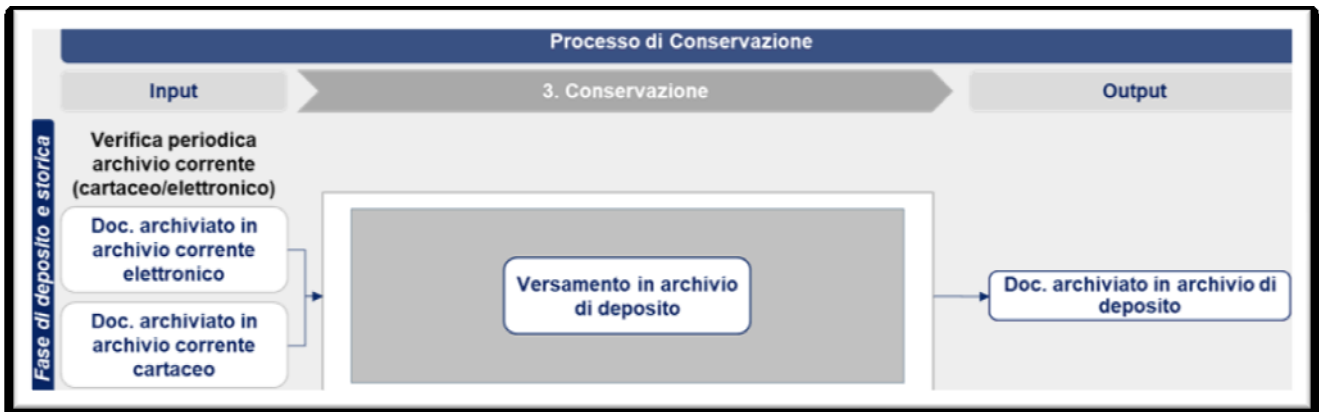 Processo di Conservazione
Input
3. Conservazione
Output
Fase di deposito e storica
Verifica periodica
archivio corrente
(cartaceo/elettronico)
Doc. archiviato in
archivio corrente
elettronico
Doc. archiviato in
archivio corrente
cartaceo
Versamento in archivio
di deposito
Doc. archiviato in archivio di
deposito